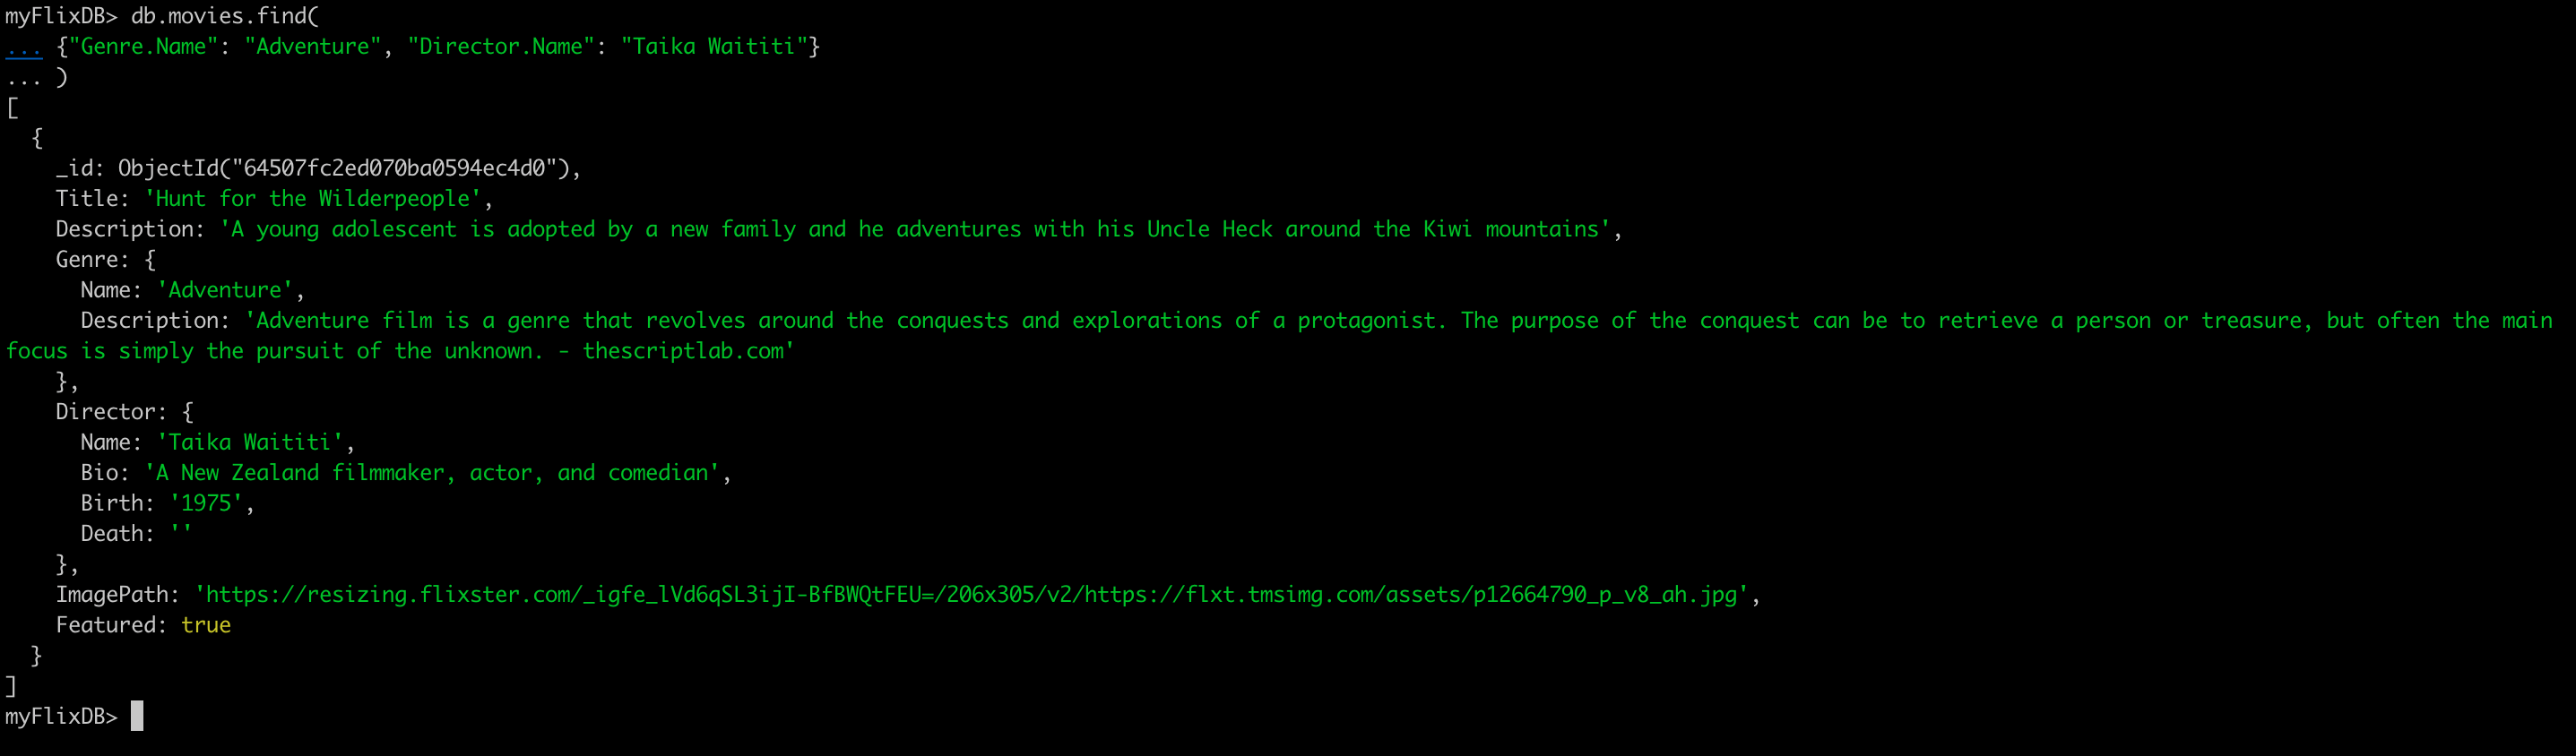 myFlixDB> db.movies.find(
... {"Genre.Name": "Adventure", "Director.Name": "Taika Waititi"}
... )
[
  {
    _id: ObjectId("64507fc2ed070ba0594ec4d0"),
    Title: 'Hunt for the Wilderpeople',
    Description: 'A young adolescent is adopted by a new family and he adventures with his Uncle Heck around the Kiwi mountains',
    Genre: {
      Name: 'Adventure',
      Description: 'Adventure film is a genre that revolves around the conquests and explorations of a protagonist. The purpose of the conquest can be to retrieve a person or treasure, but often the main
focus is simply the pursuit of the unknown. - thescriptlab.com'
    },
    Director: {
      Name: 'Taika Waititi',
      Bio: 'A New Zealand filmmaker, actor, and comedian',
      Birth: '1975',
      Death: ''
    },
    ImagePath: 'https://resizing.flixster.com/_igfe_lVd6qSL3ijI-BfBWQtFEU=/206x305/v2/https://flxt.tmsimg.com/assets/p12664790_p_v8_ah.jpg',
    Featured: true
  }
]
myFlixDB>